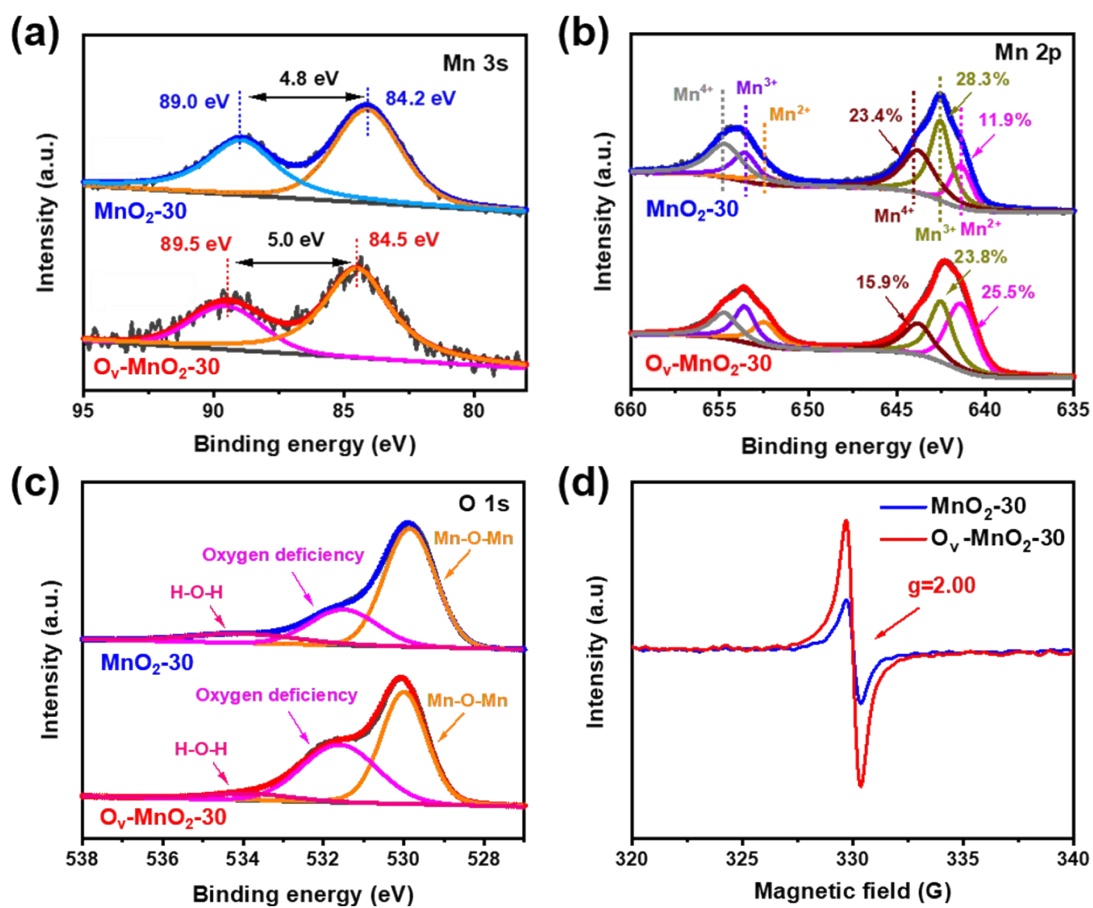 (a)
Mn 3s
4.8 eV
89.0 eV
84.2 eV
MnO₂-30
89.5 eV
5.0 eV
84.5 eV
Oᵥ-MnO₂-30
Intensity (a.u.)
95 90 85 80
Binding energy (eV)
(b)
Mn 2p
Mn⁴⁺
Mn³⁺
Mn²⁺
23.4%
28.3%
11.9%
MnO₂-30
Mn⁴⁺
Mn³⁺
Mn²⁺
15.9%
23.8%
25.5%
Oᵥ-MnO₂-30
Intensity (a.u.)
660 655 650 645 640 635
Binding energy (eV)
(c)
O 1s
Mn-O-Mn
Oxygen deficiency
H-O-H
MnO₂-30
Oxygen deficiency
Mn-O-Mn
H-O-H
Oᵥ-MnO₂-30
Intensity (a.u.)
538 536 534 532 530 528
Binding energy (eV)
(d)
MnO₂-30
Oᵥ-MnO₂-30
g=2.00
Intensity (a.u)
320 325 330 335 340
Magnetic field (G)